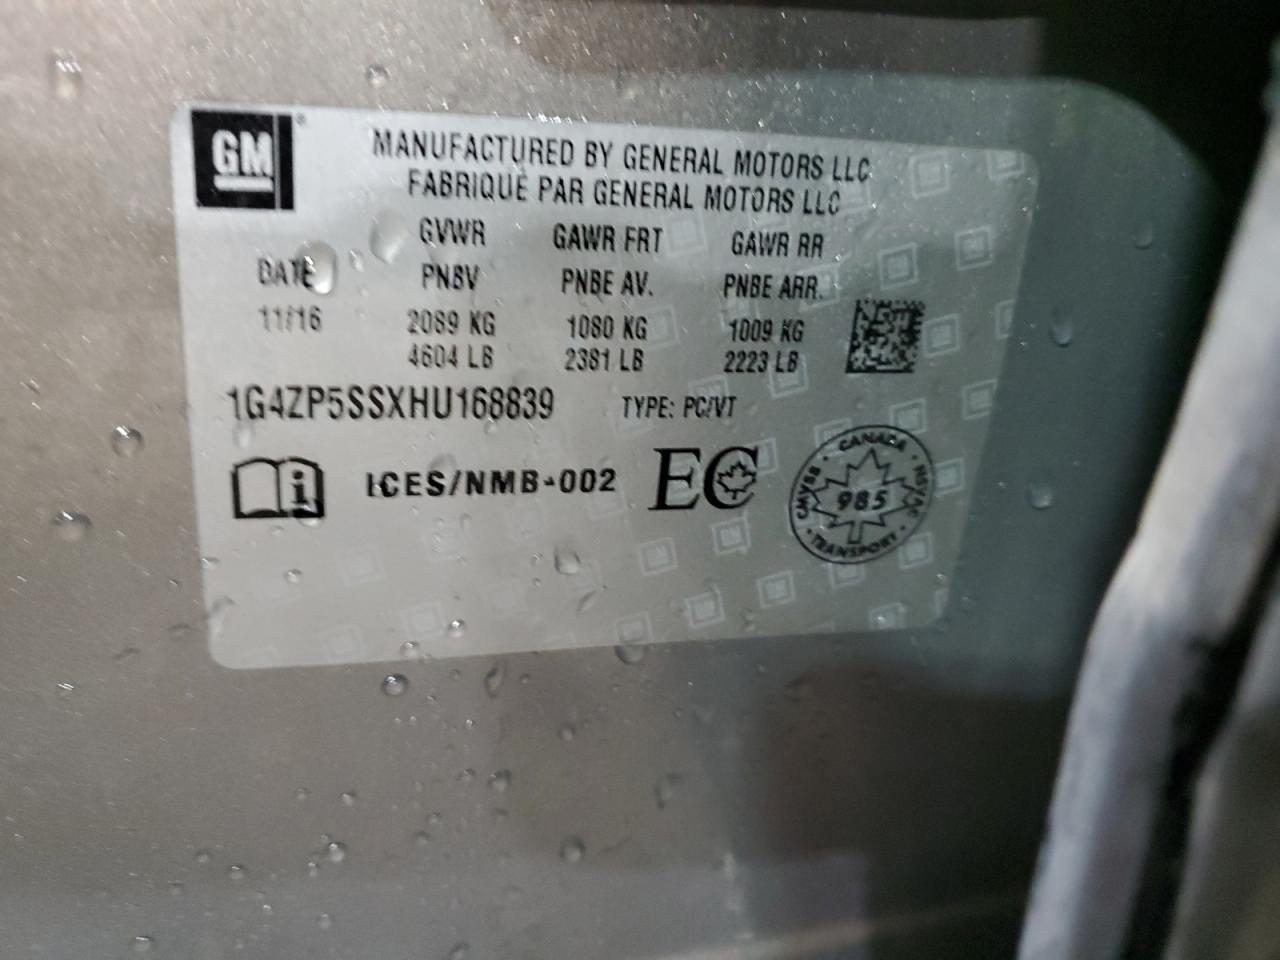 GM
MANUFACTURED BY GENERAL MOTORS LLC
FABRIQUÉ PAR GENERAL MOTORS LLC
GVWR GAWR FRT GAWR RR
DATE PNBV PNBE AV. PNBE ARR.
11/16 2089 KG 1080 KG 1009 KG
4604 LB 2381 LB 2223 LB
1G4ZP5SSXHU168839 TYPE: PC/VT
i ICES/NMB-002 EC
CANADA
CMVSS 985 NSVAC
TRANSPORT